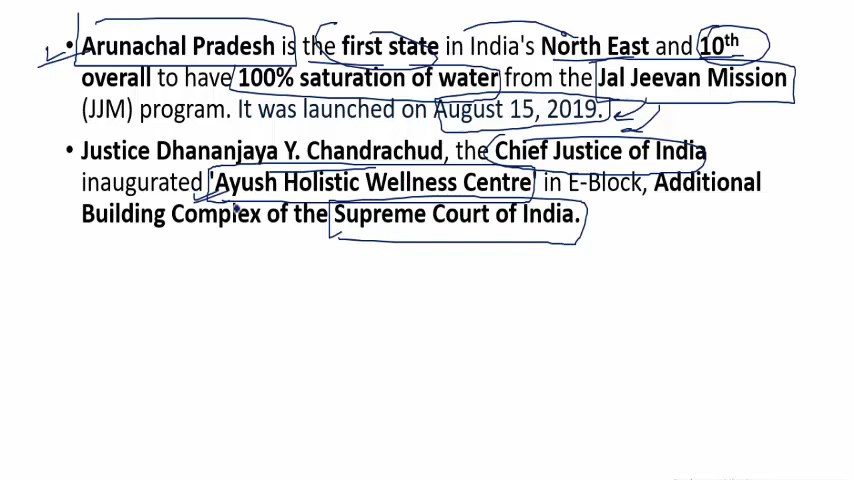 • Arunachal Pradesh is the first state in India's North East and 10th
overall to have 100% saturation of water from the Jal Jeevan Mission
(JJM) program. It was launched on August 15, 2019.
• Justice Dhananjaya Y. Chandrachud, the Chief Justice of India
inaugurated 'Ayush Holistic Wellness Centre' in E-Block, Additional
Building Complex of the Supreme Court of India.